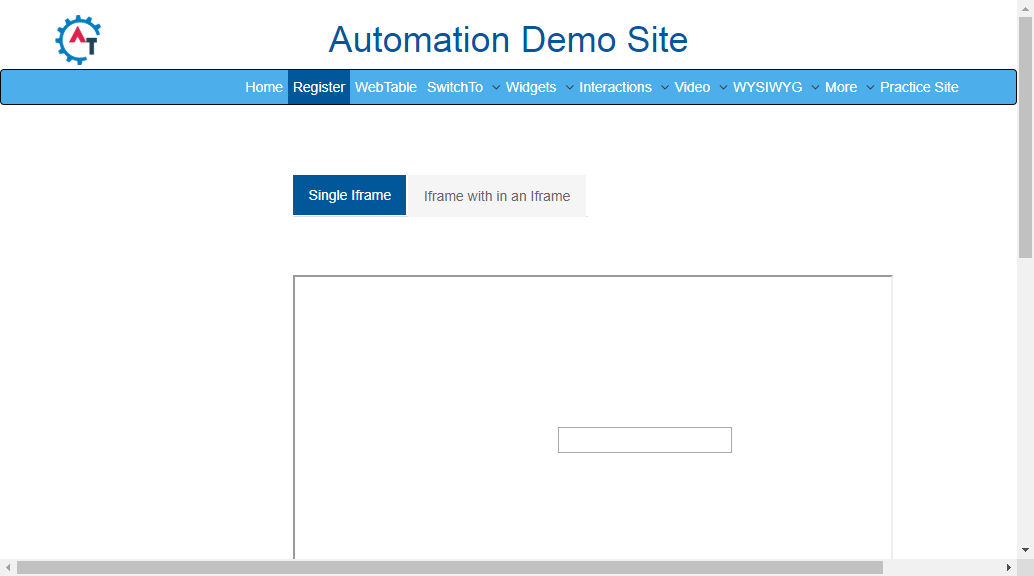 AT
Automation Demo Site
Home Register WebTable SwitchTo Widgets Interactions Video WYSIWYG More Practice Site
Single Iframe Iframe with in an Iframe